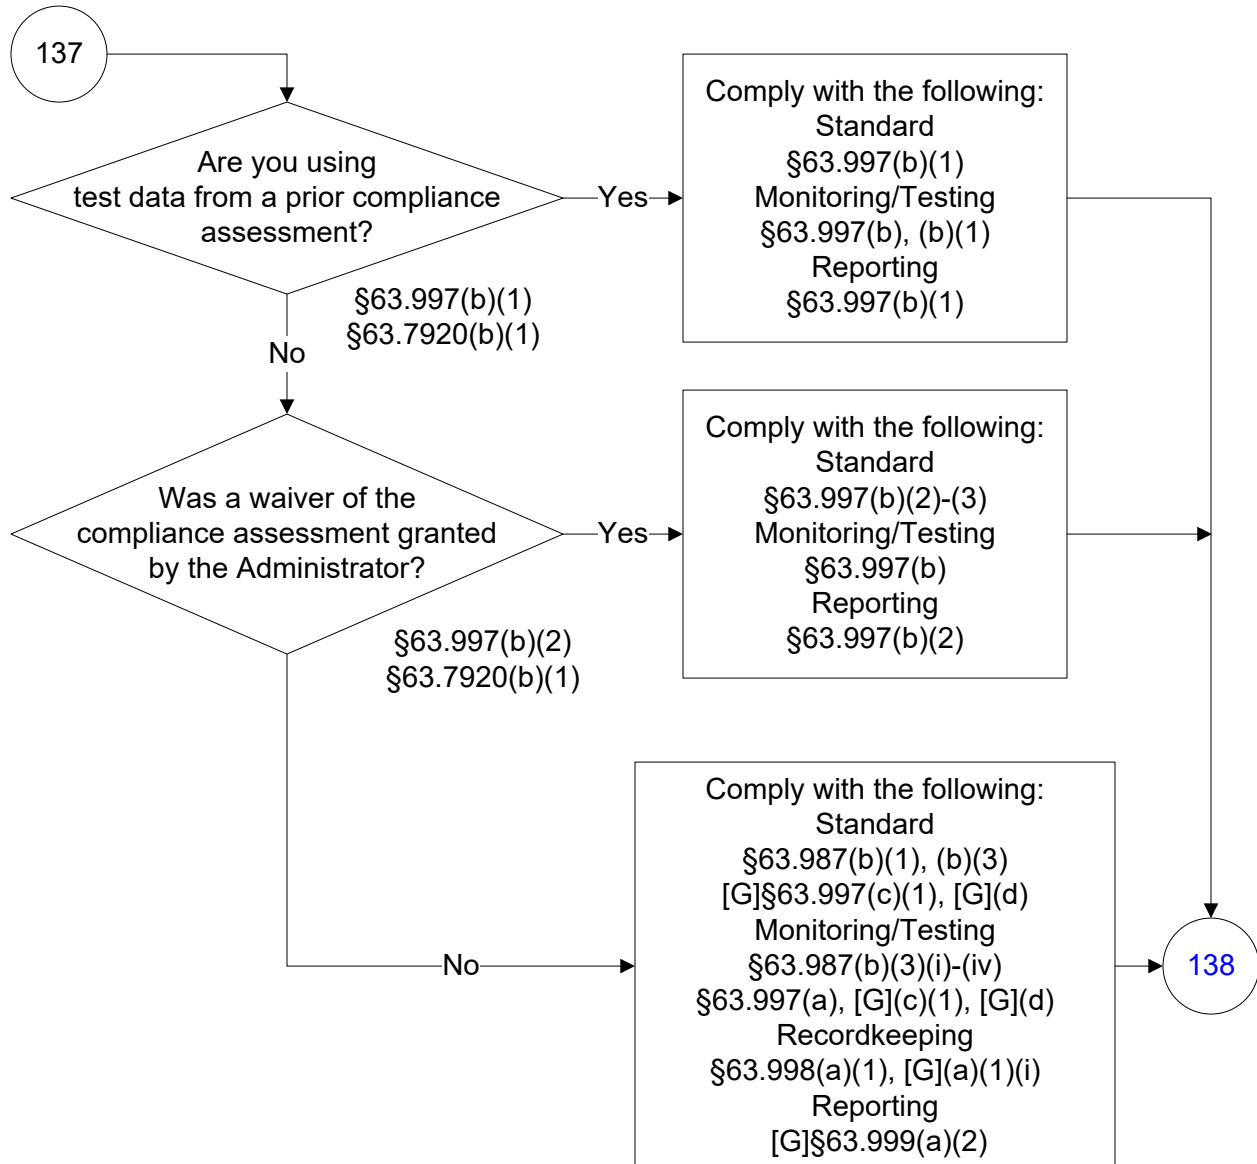 137
Are you using
test data from a prior compliance
assessment?
Yes
§63.997(b)(1)
§63.7920(b)(1)
No
Comply with the following:
Standard
§63.997(b)(1)
Monitoring/Testing
§63.997(b), (b)(1)
Reporting
§63.997(b)(1)
Was a waiver of the
compliance assessment granted
by the Administrator?
Yes
§63.997(b)(2)
§63.7920(b)(1)
Comply with the following:
Standard
§63.997(b)(2)-(3)
Monitoring/Testing
§63.997(b)
Reporting
§63.997(b)(2)
No
Comply with the following:
Standard
§63.987(b)(1), (b)(3)
[G]§63.997(c)(1), [G](d)
Monitoring/Testing
§63.987(b)(3)(i)-(iv)
§63.997(a), [G](c)(1), [G](d)
Recordkeeping
§63.998(a)(1), [G](a)(1)(i)
Reporting
[G]§63.999(a)(2)
138